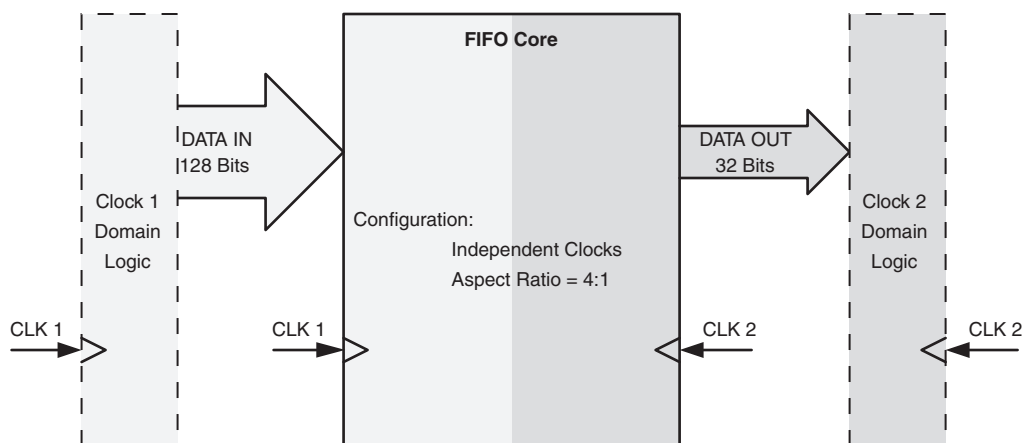 FIFO Core
DATA IN
128 Bits
DATA OUT
32 Bits
Clock 1
Domain
Logic
Configuration:
Independent Clocks
Aspect Ratio = 4:1
Clock 2
Domain
Logic
CLK 1
CLK 1
CLK 2
CLK 2